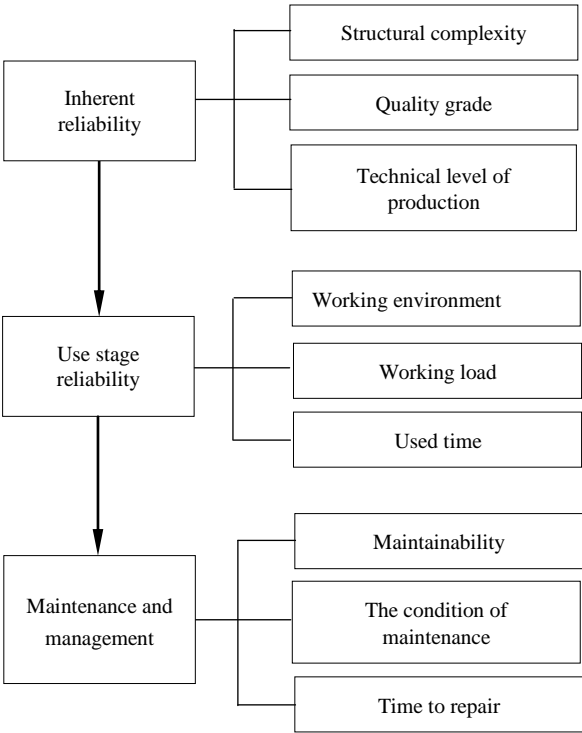 Structural complexity
Inherent
reliability
Quality grade
Technical level of
production
Working environment
Use stage
reliability
Working load
Used time
Maintainability
Maintenance and
management
The condition of
maintenance
Time to repair